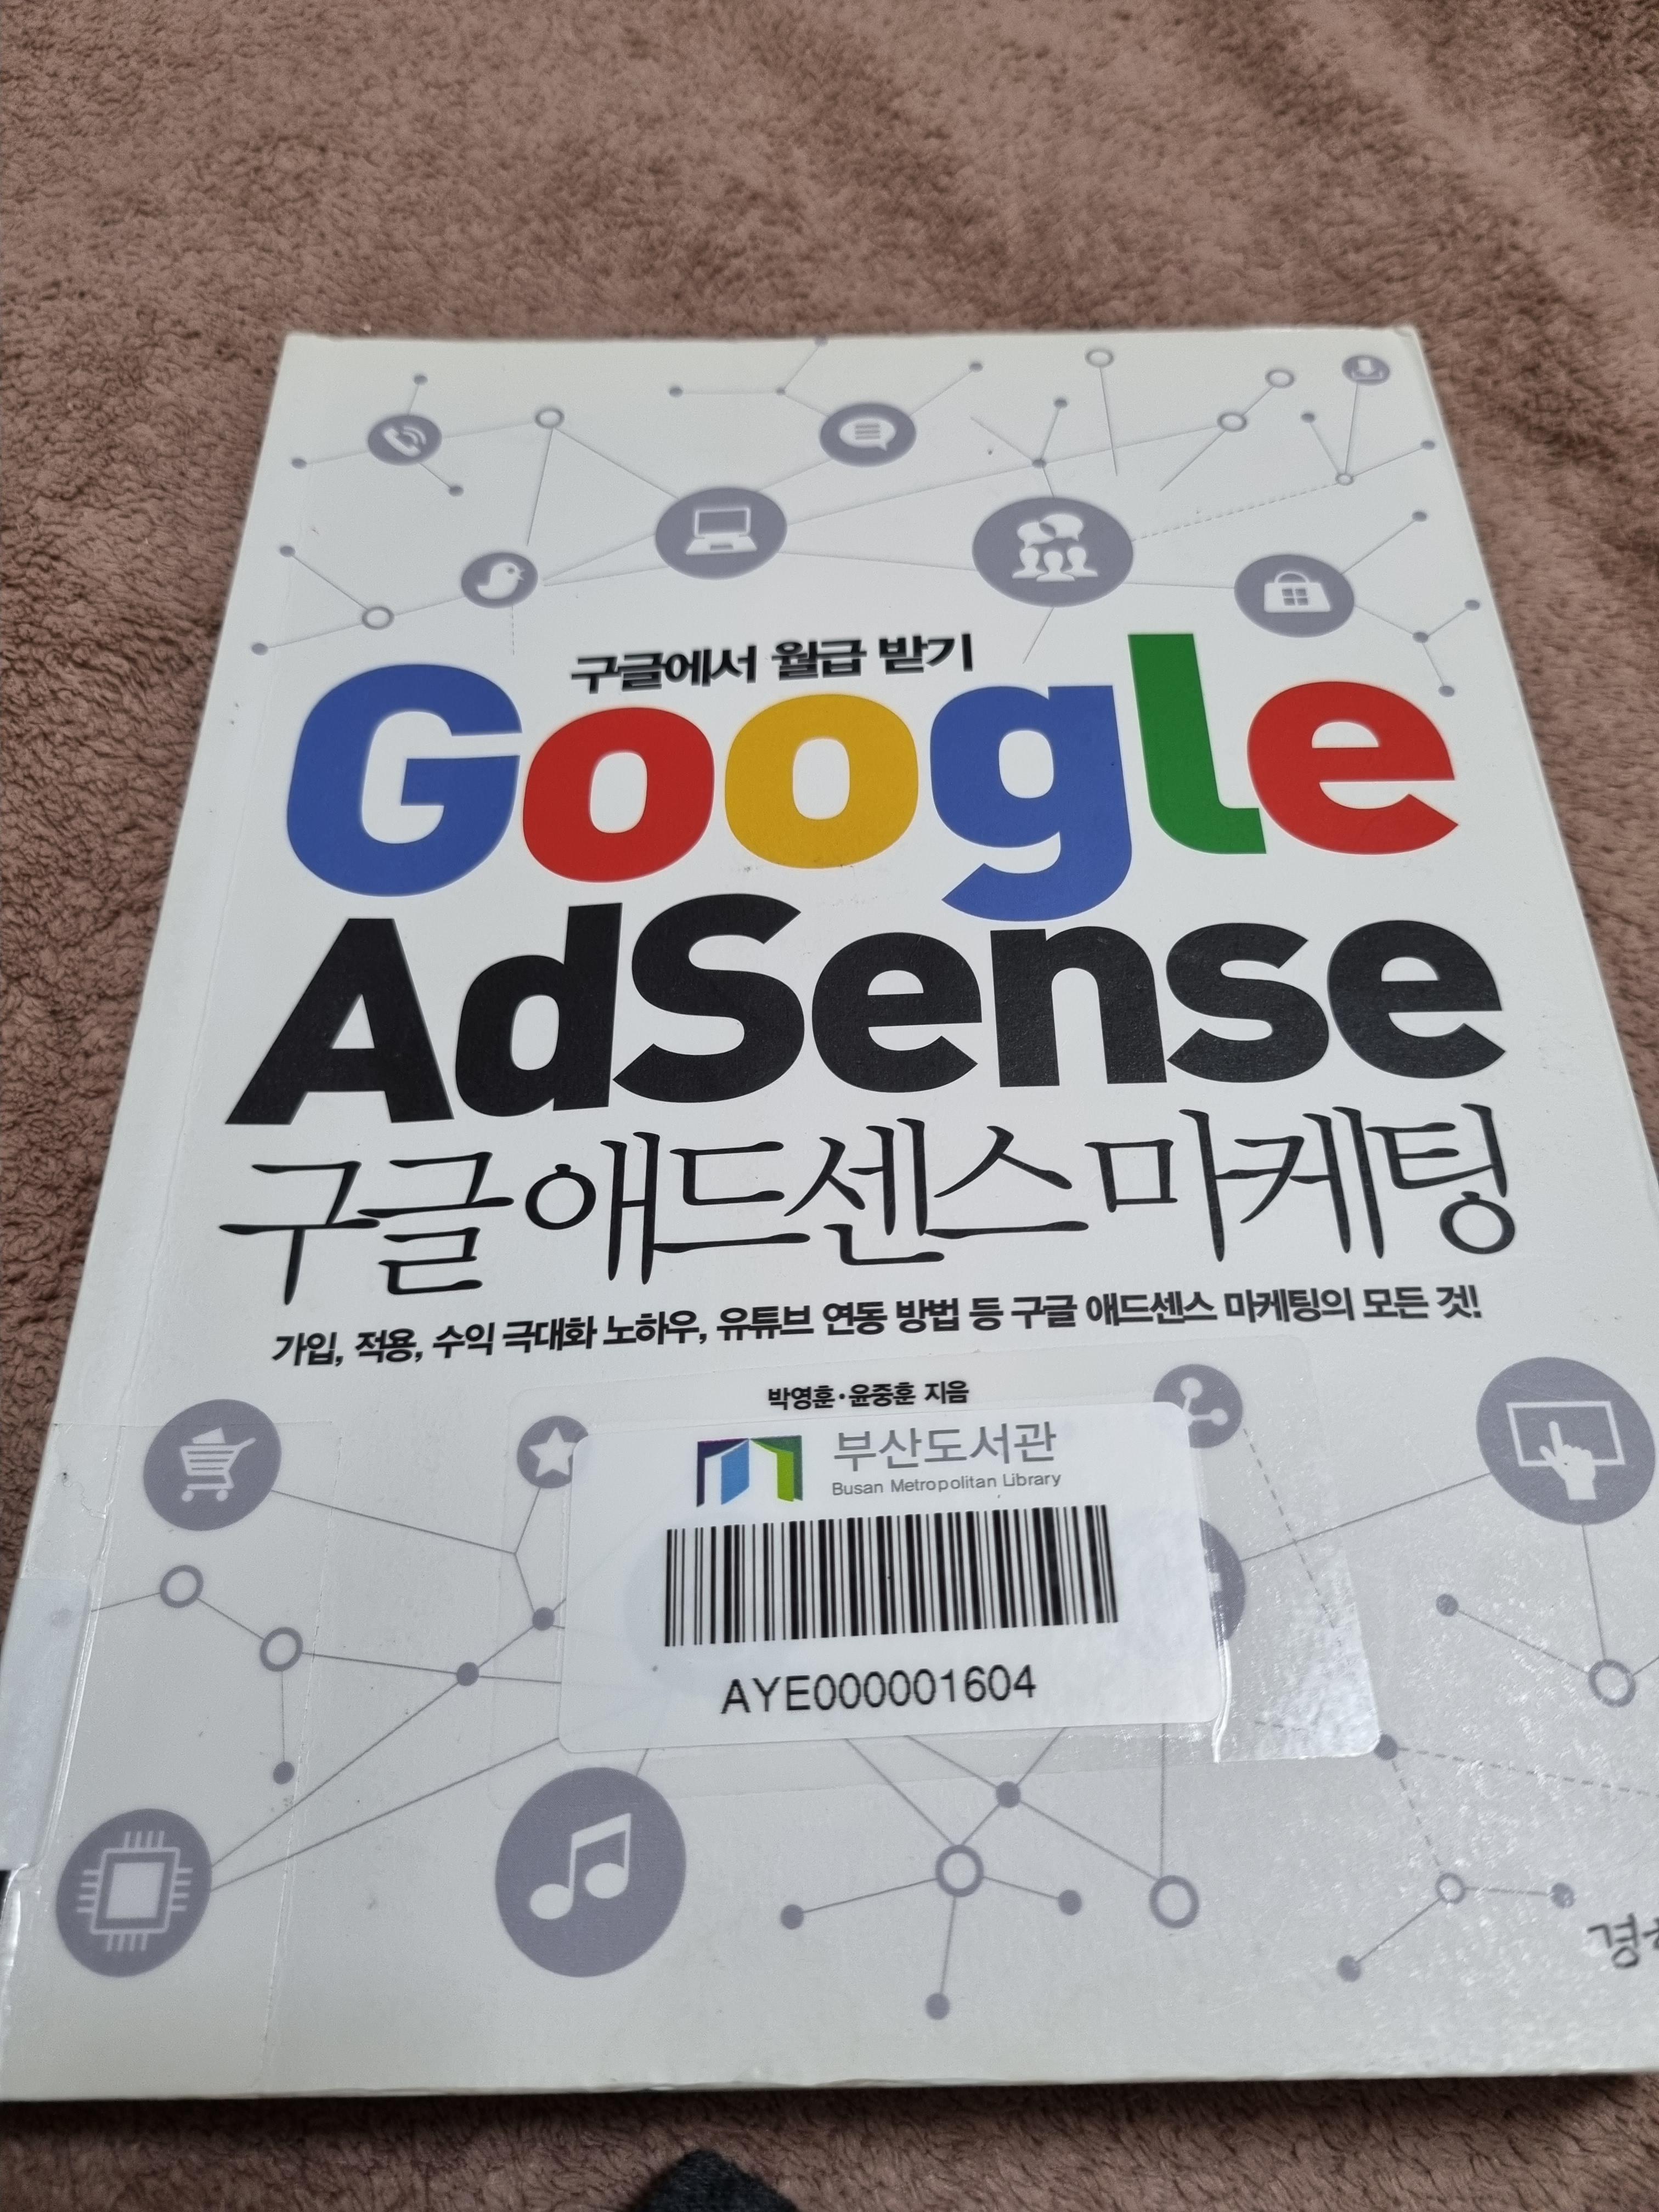 구글에서 월급 받기
Google
AdSense
구글 애드센스 마케팅
가입, 적용, 수익 극대화 노하우, 유튜브 연동 방법 등 구글 애드센스 마케팅의 모든 것!
박영훈·윤중훈 지음
부산도서관
Busan Metropolitan Library
AYE000001604